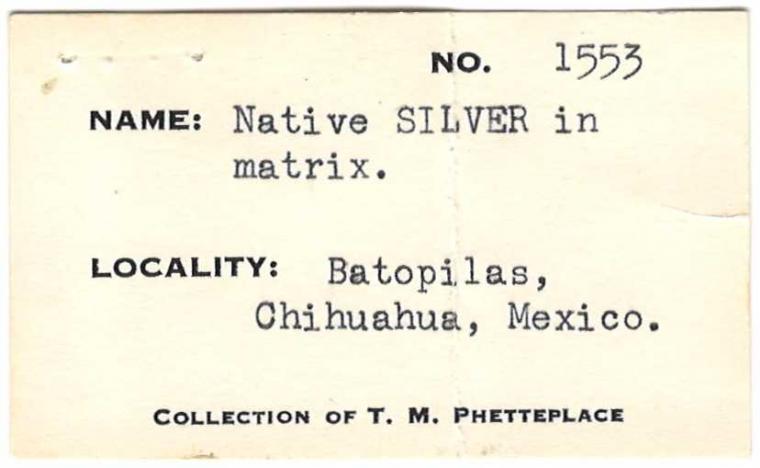 NO. 1553
NAME: Native SILVER in
matrix.
LOCALITY: Batopilas,
Chihuahua, Mexico.
COLLECTION OF T. M. PHETTEPLACE